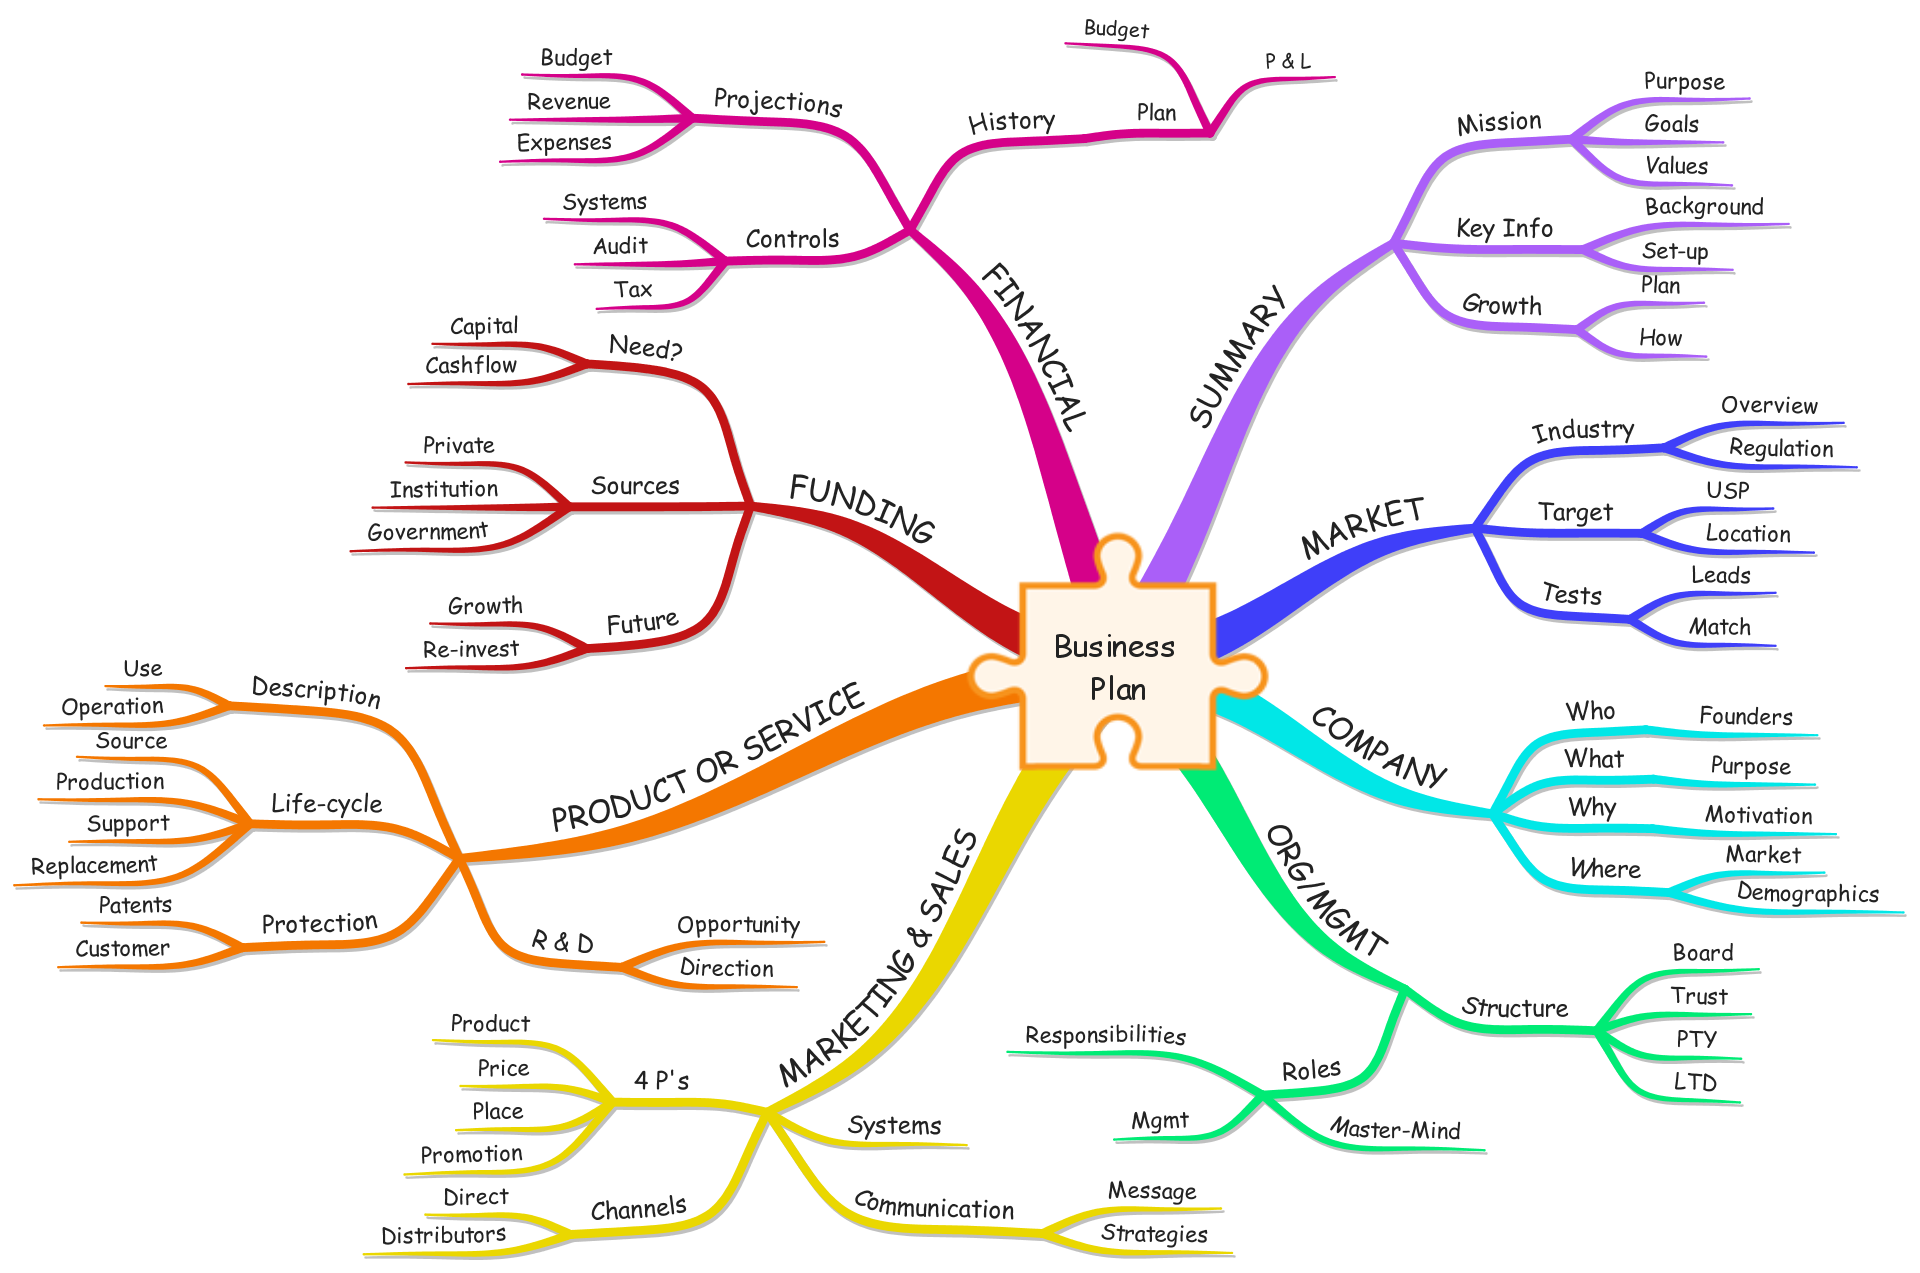 Business
Plan
SUMMARY
Mission
Purpose
Goals
Values
Key Info
Background
Set-up
Growth
Plan
How
MARKET
Industry
Overview
Regulation
Target
USP
Location
Tests
Leads
Match
COMPANY
Who
Founders
What
Purpose
Why
Motivation
Where
Market
Demographics
ORG/MGMT
Structure
Board
Trust
PTY
LTD
Roles
Responsibilities
Mgmt
Master-Mind
MARKETING & SALES
4 P's
Product
Price
Place
Promotion
Systems
Channels
Direct
Distributors
Communication
Message
Strategies
PRODUCT OR SERVICE
Description
Use
Operation
Life-cycle
Source
Production
Support
Replacement
Protection
Patents
Customer
R & D
Opportunity
Direction
FUNDING
Need?
Capital
Cashflow
Sources
Private
Institution
Government
Future
Growth
Re-invest
FINANCIAL
Projections
Budget
Revenue
Expenses
Controls
Systems
Audit
Tax
History
Plan
Budget
P & L